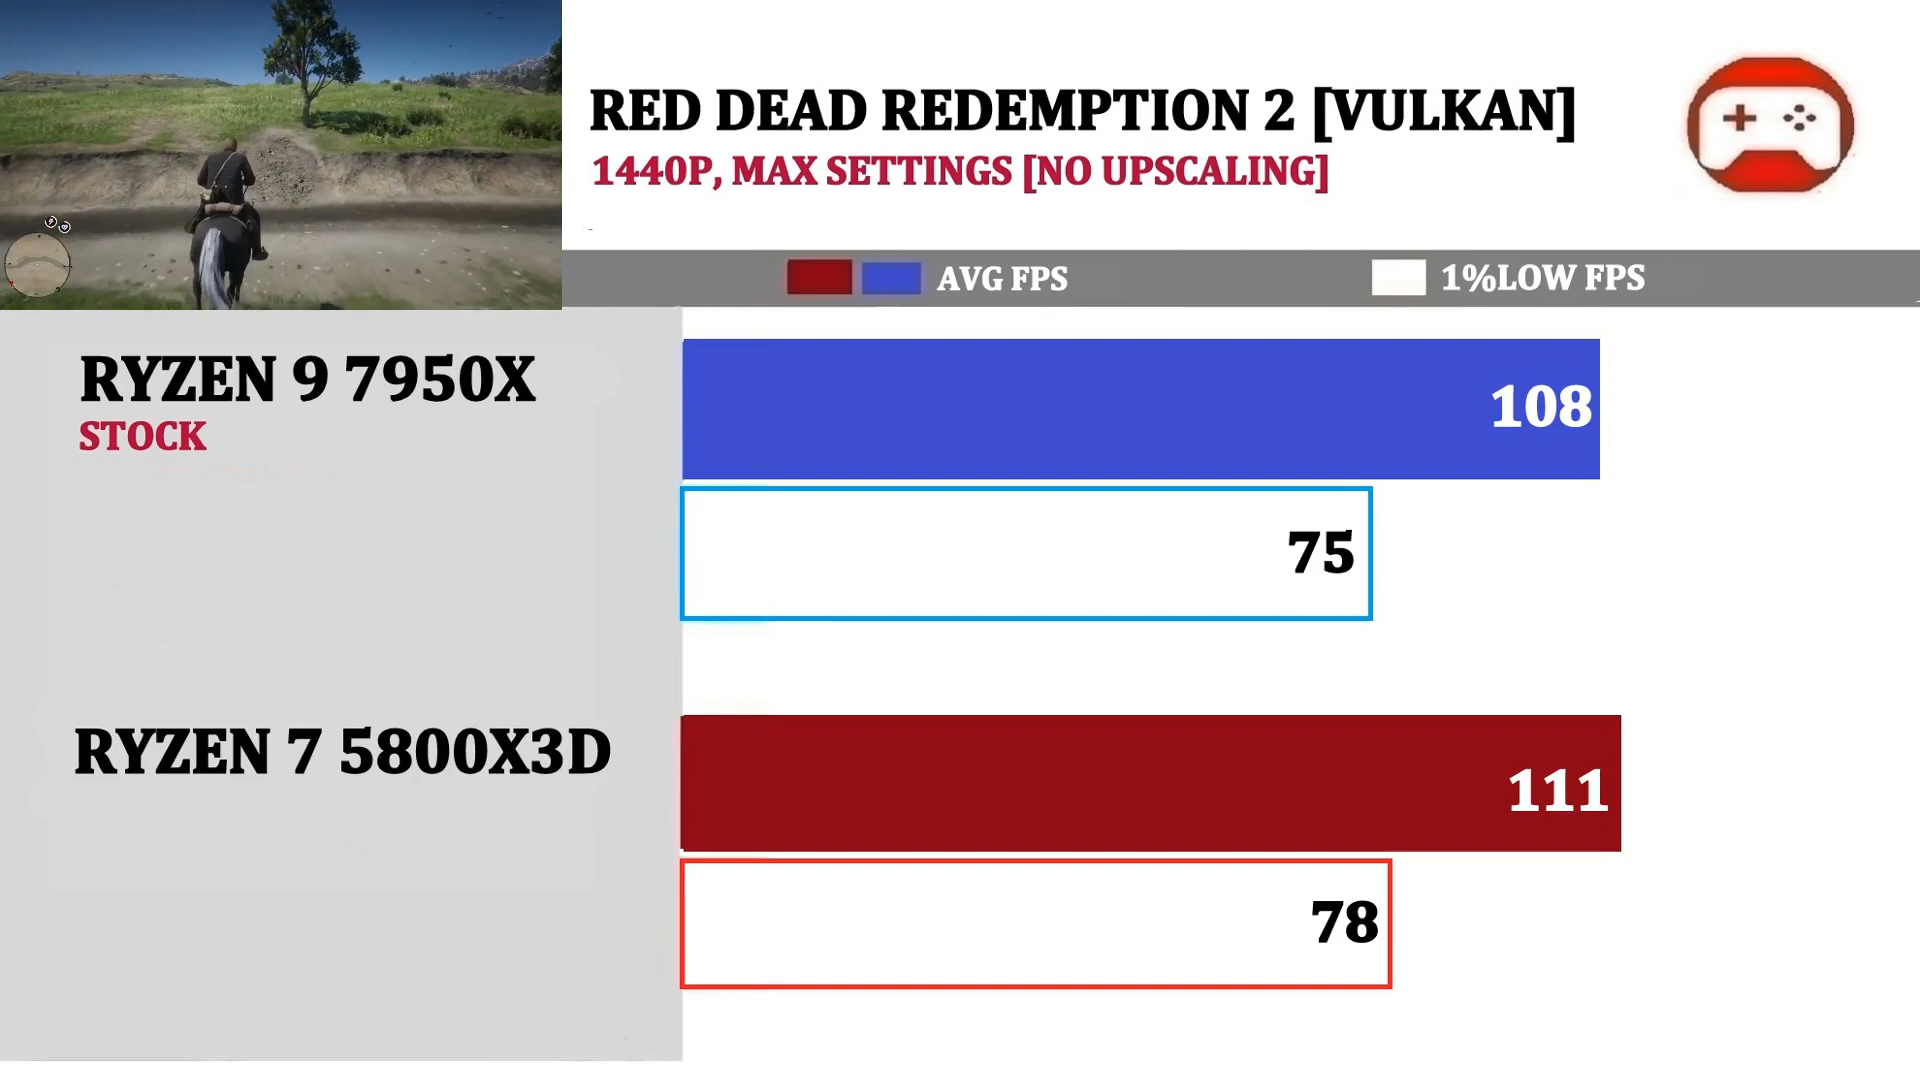 RED DEAD REDEMPTION 2 [VULKAN]
1440P, MAX SETTINGS [NO UPSCALING]
-
AVG FPS
1%LOW FPS
RYZEN 9 7950X
STOCK
108
75
RYZEN 7 5800X3D
111
78